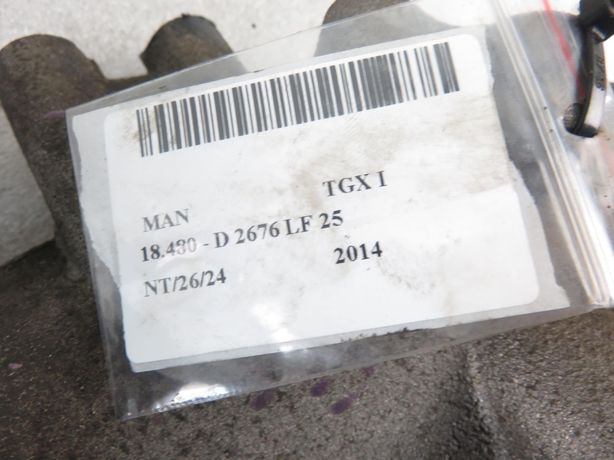 MAN TGX I
18.480 - D 2676 LF 25
NT/26/24 2014